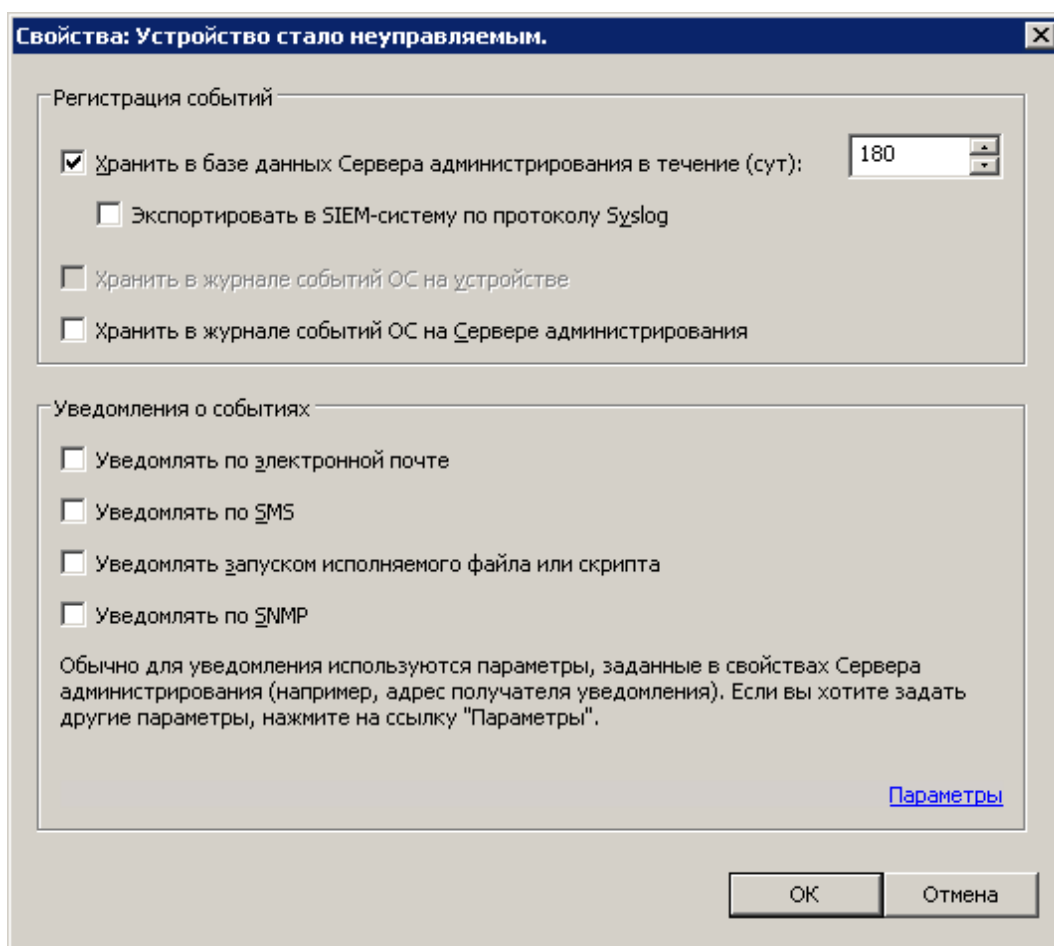 Свойства: Устройство стало неуправляемым.
Регистрация событий
Хранить в базе данных Сервера администрирования в течение (сут): 180
Экспортировать в SIEM-систему по протоколу Syslog
Хранить в журнале событий ОС на устройстве
Хранить в журнале событий ОС на Сервере администрирования
Уведомления о событиях
Уведомлять по электронной почте
Уведомлять по SMS
Уведомлять запуском исполняемого файла или скрипта
Уведомлять по SNMP
Обычно для уведомления используются параметры, заданные в свойствах Сервера
администрирования (например, адрес получателя уведомления). Если вы хотите задать
другие параметры, нажмите на ссылку "Параметры".
Параметры
ОК Отмена